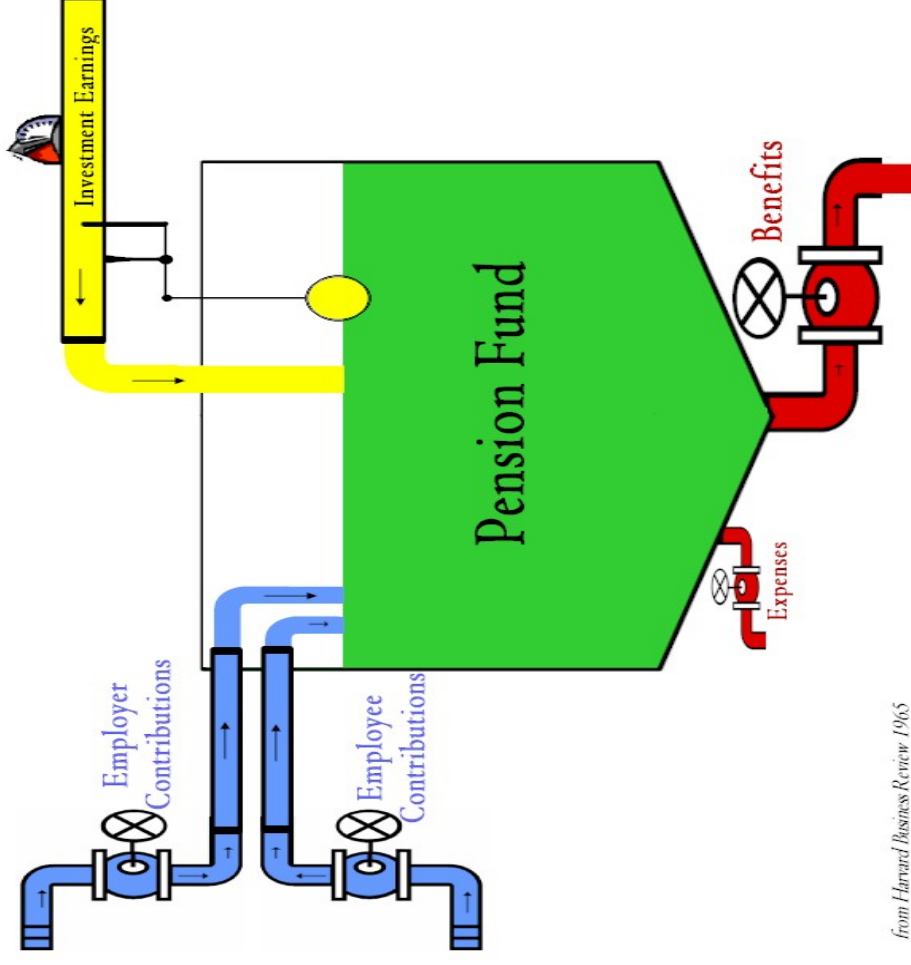 Investment Earnings
Employer
Contributions
Employee
Contributions
Pension Fund
Expenses
Benefits
from Harvard Business Review 1965